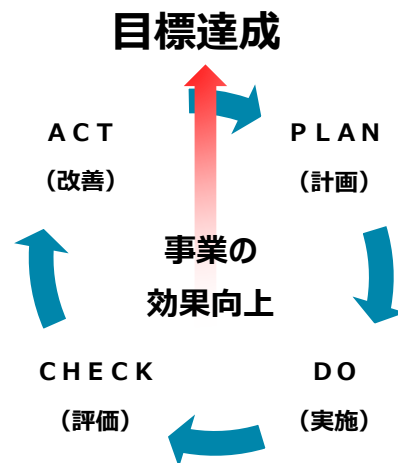 目標達成
ＡＣＴ
（改善）
ＰＬＡＮ
（計画）
事業の
効果向上
ＣＨＥＣＫ
（評価）
ＤＯ
（実施）